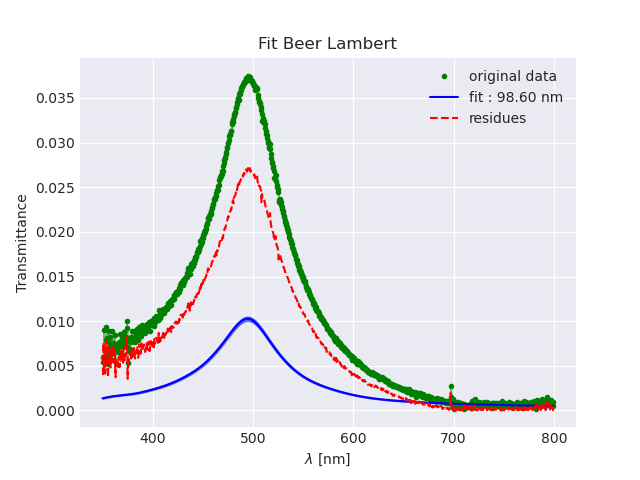 Fit Beer Lambert
original data
fit : 98.60 nm
residues
Transmittance
0.035
0.030
0.025
0.020
0.015
0.010
0.005
0.000
400
500
600
700
800
λ [nm]